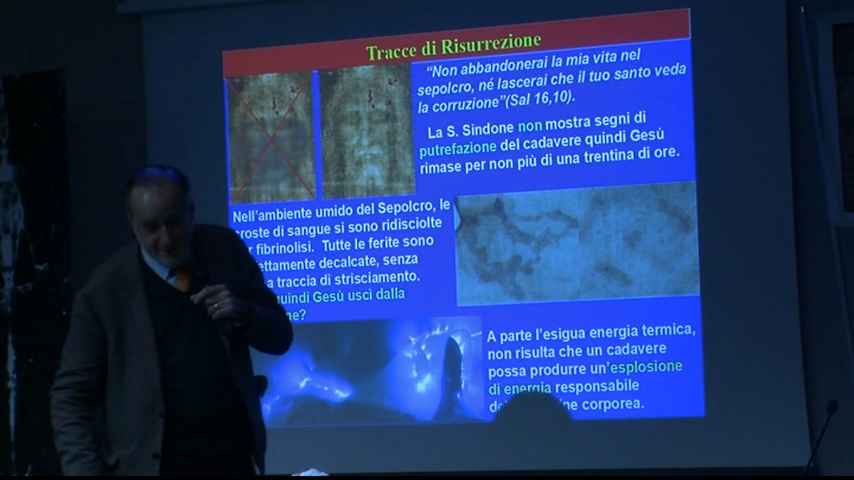 Tracce di Risurrezione
"Non abbandonerai la mia vita nel
sepolcro, né lascerai che il tuo santo veda
la corruzione"(Sal 16,10).
La S. Sindone non mostra segni di
putrefazione del cadavere quindi Gesù
rimase per non più di una trentina di ore.
Nell'ambiente umido del Sepolcro, le
croste di sangue si sono ridisciolte
fibrinolisi. Tutte le ferite sono
ettamente decalcate, senza
a traccia di strisciamento.
quindi Gesù uscì dalla
ne?
A parte l'esigua energia termica,
non risulta che un cadavere
possa produrre un'esplosione
di energia responsabile
ne corporea.